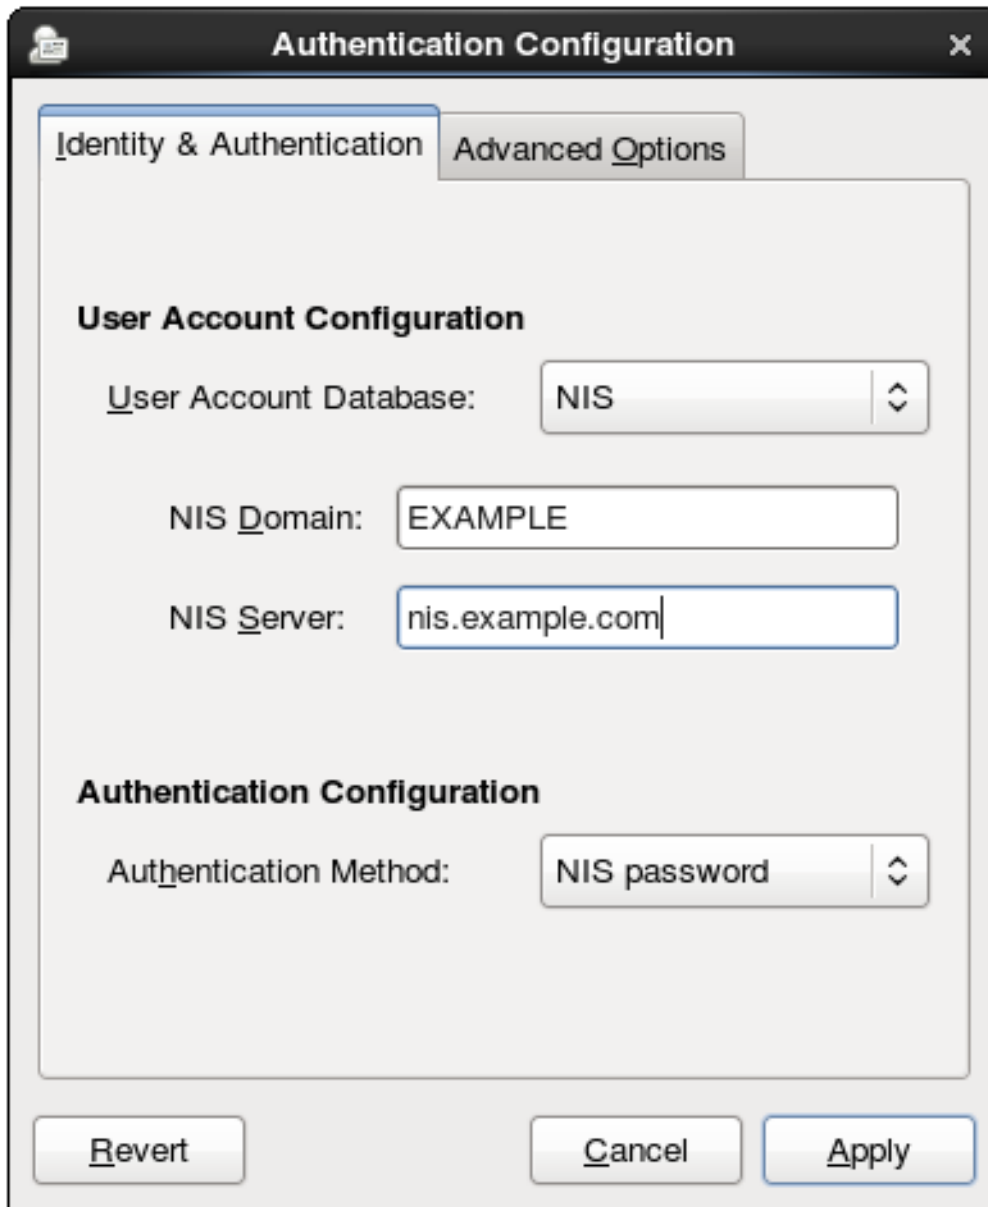 Authentication Configuration
Identity & Authentication
Advanced Options
User Account Configuration
User Account Database: NIS
NIS Domain: EXAMPLE
NIS Server: nis.example.com
Authentication Configuration
Authentication Method: NIS password
Revert Cancel Apply